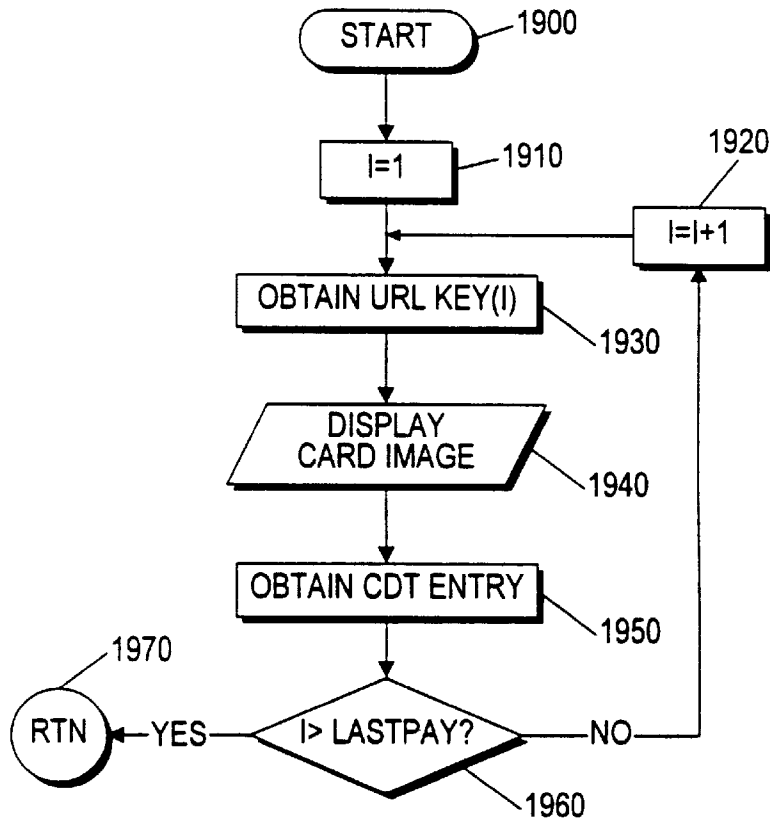 START
1900
I=1
1910
1920
I=I+1
OBTAIN URL KEY(I)
1930
DISPLAY
CARD IMAGE
1940
OBTAIN CDT ENTRY
1950
1970
RTN
YES
I> LASTPAY?
NO
1960